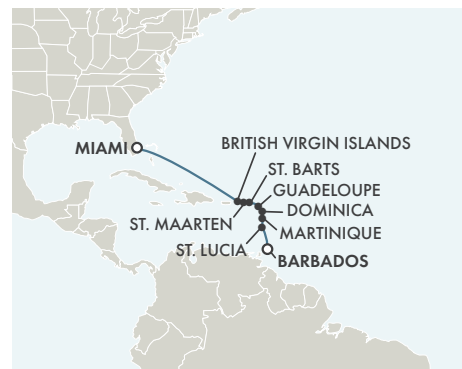 MIAMI
BRITISH VIRGIN ISLANDS
ST. BARTS
GUADELOUPE
ST. MAARTEN
DOMINICA
MARTINIQUE
ST. LUCIA
BARBADOS